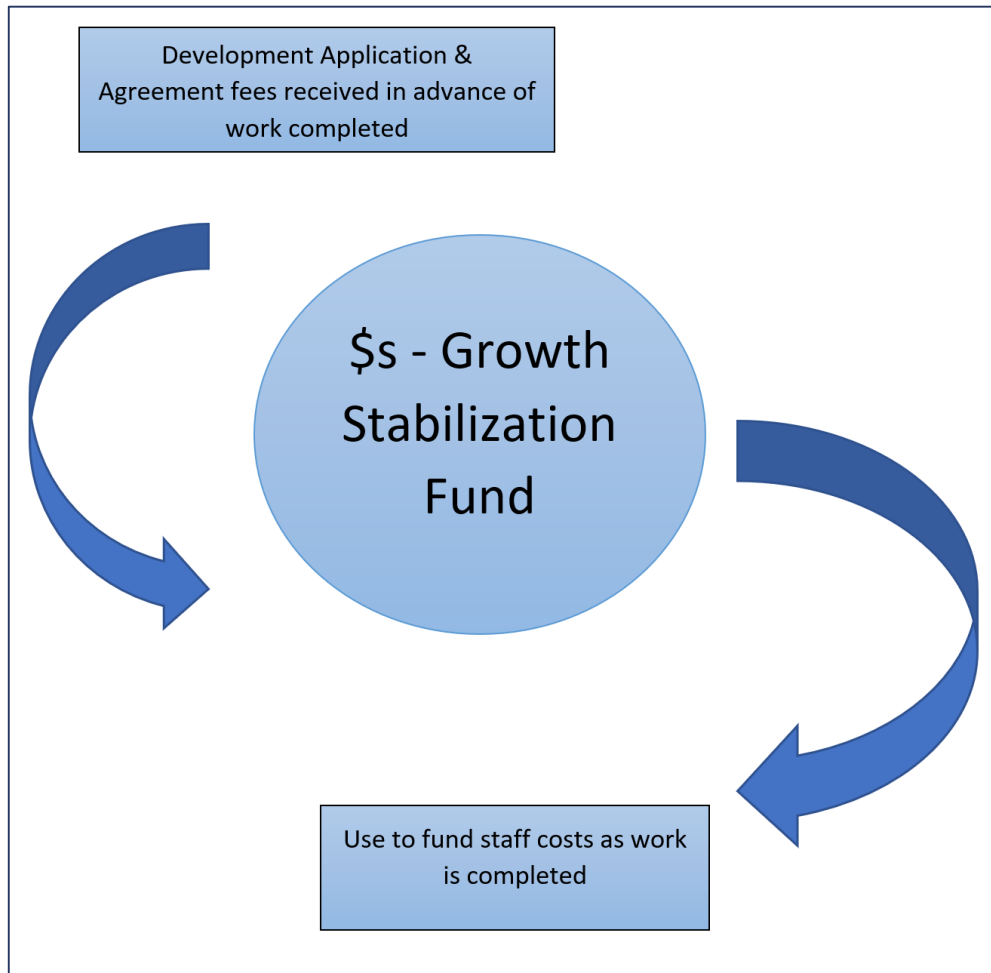 Development Application &
Agreement fees received in advance of
work completed
$s - Growth
Stabilization
Fund
Use to fund staff costs as work
is completed